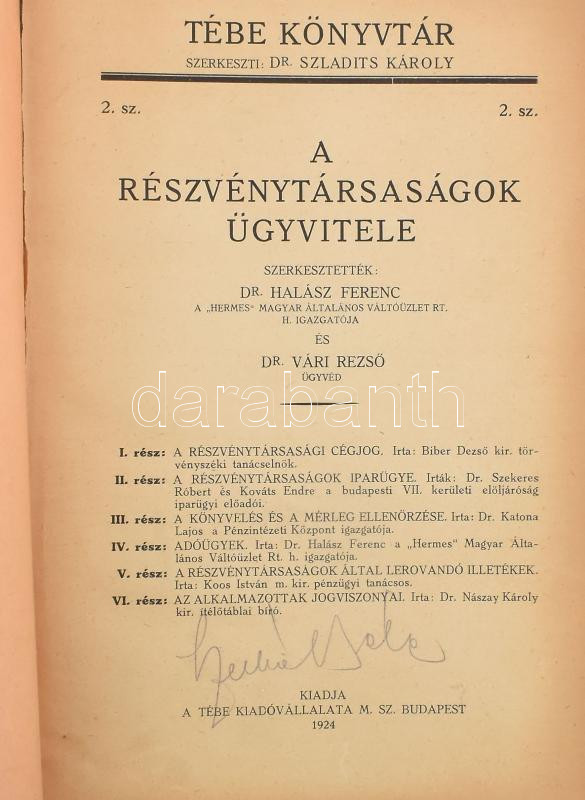 TÉBE KÖNYVTÁR
SZERKESZTI: DR. SZLADITS KÁROLY
2. sz. 2. sz.
A
RÉSZVÉNYTÁRSASÁGOK
ÜGYVITELE
SZERKESZTETTÉK:
DR. HALÁSZ FERENC
A „HERMES“ MAGYAR ÁLTALÁNOS VÁLTÓÜZLET RT.
H. IGAZGATÓJA
ÉS
DR. VÁRI REZSŐ
ÜGYVÉD
darabanth
I. rész: A RÉSZVÉNYTÁRSASÁGI CÉGJOG. Irta: Biber Dezső kir. tör-
vényszéki tanácselnök.
II. rész: A RÉSZVÉNYTÁRSASÁGOK IPARÜGYE. Irták: Dr. Szekeres
Róbert és Kováts Endre a budapesti VII. kerületi elöljáróság
iparügyi előadói.
III. rész: A KÖNYVELÉS ÉS A MÉRLEG ELLENŐRZÉSE. Irta: Dr. Katona
Lajos a Pénzintézeti Központ igazgatója.
IV. rész: ADÓÜGYEK. Irta: Dr. Halász Ferenc a „Hermes“ Magyar Álta-
lános Váltóüzlet Rt. h. igazgatója.
V. rész: A RÉSZVÉNYTÁRSASÁGOK ÁLTAL LEROVANDÓ ILLETÉKEK.
Irta: Koos István m. kir. pénzügyi tanácsos.
VI. rész: AZ ALKALMAZOTTAK JOGVISZONYAI. Irta: Dr. Nászay Károly
kir. itélőtáblai bíró.
KIADJA
A TÉBE KIADÓVÁLLALATA M. SZ. BUDAPEST
1924